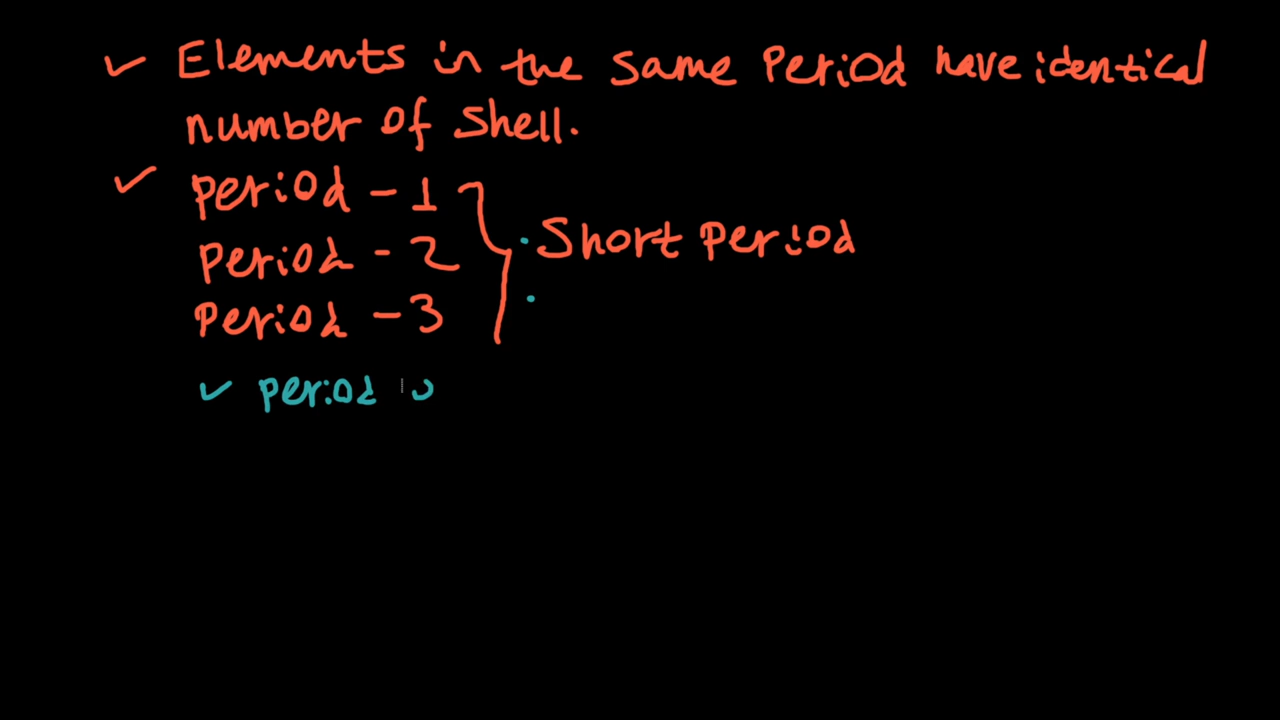 ✓ Elements in the same Period have identical
number of shell.
✓ period - 1
period - 2 Short period
period - 3
✓ period